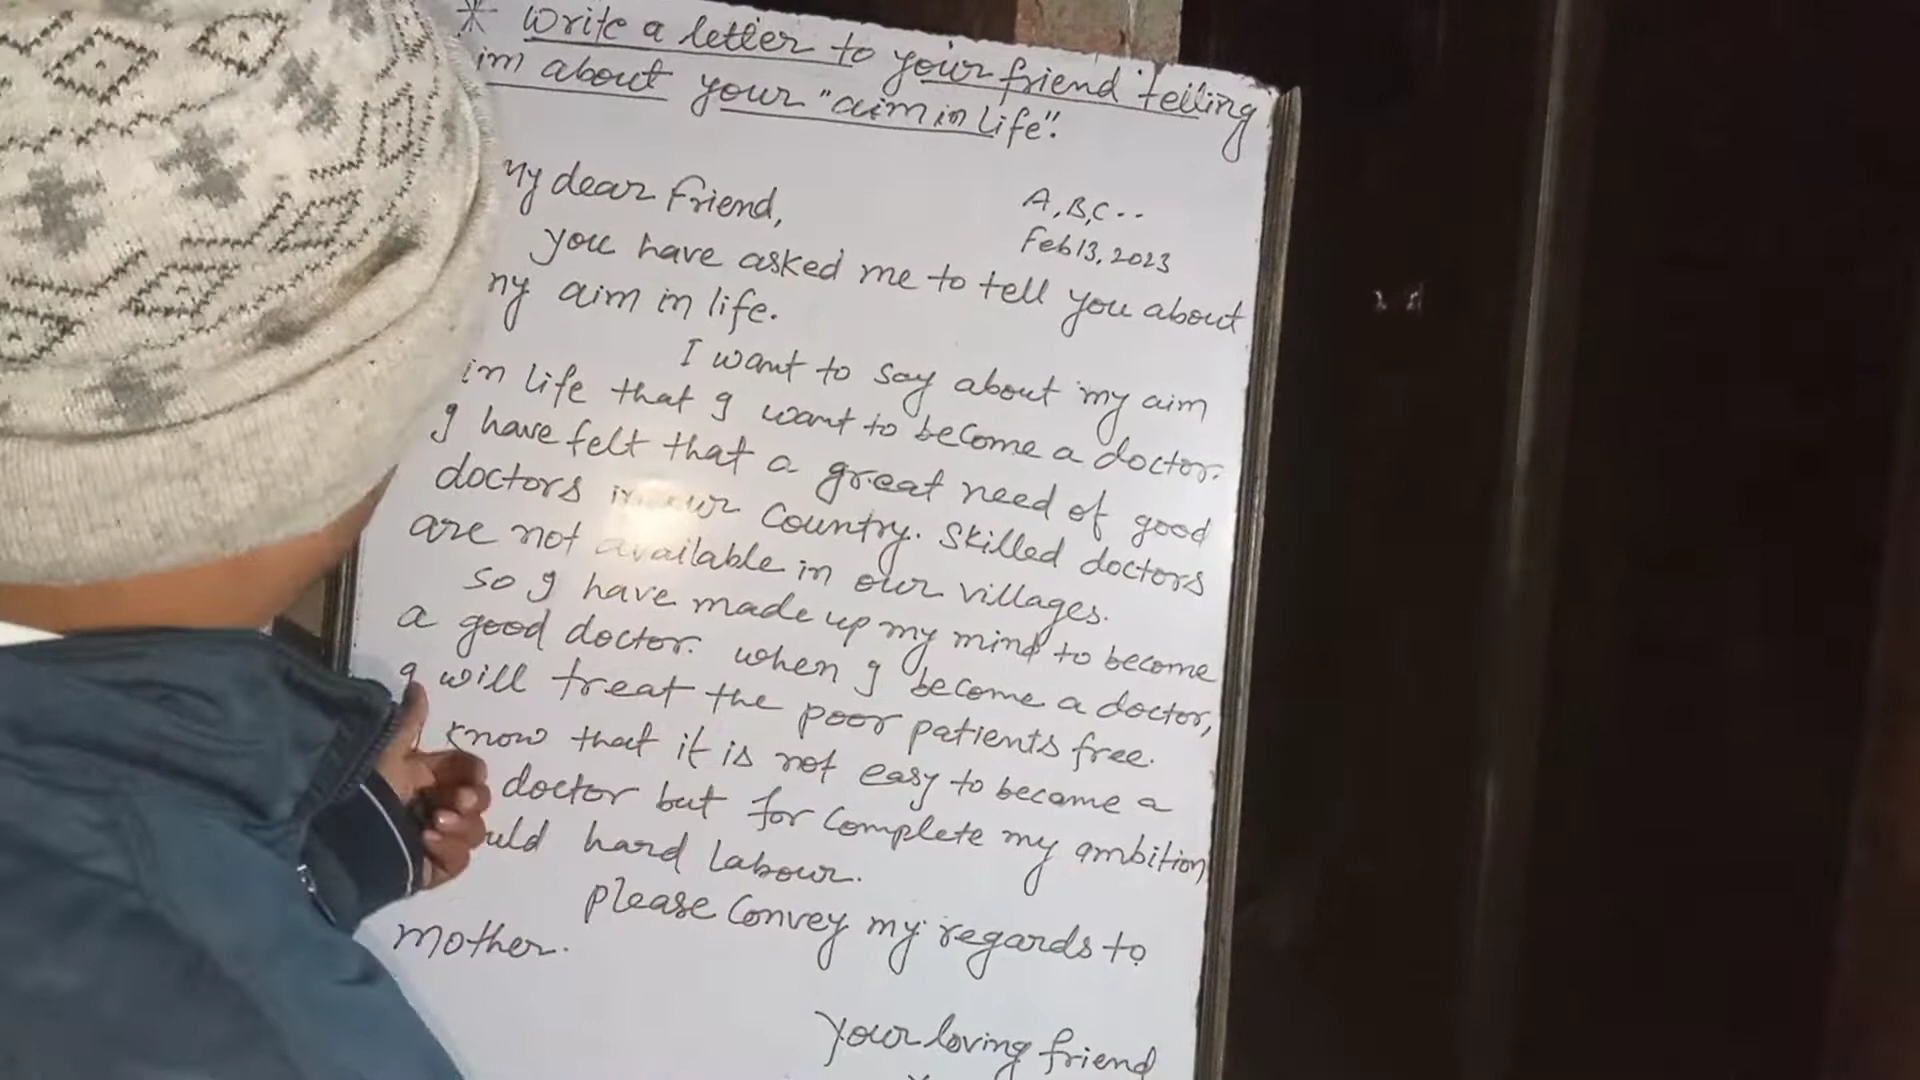 * Write a letter to your friend telling
im about your "aim in life".
A, B, C..
Feb 13, 2023
My dear Friend,
you have asked me to tell you about
my aim in life.
I want to say about my aim
in life that I want to become a doctor.
I have felt that a great need of good
doctors in our country. Skilled doctors
are not available in our villages.
so I have made up my mind to become
a good doctor. when I become a doctor,
I will treat the poor patients free.
know that it is not easy to become a
doctor but for complete my ambition
uld hard labour.
please convey my regards to
mother.
your loving friend